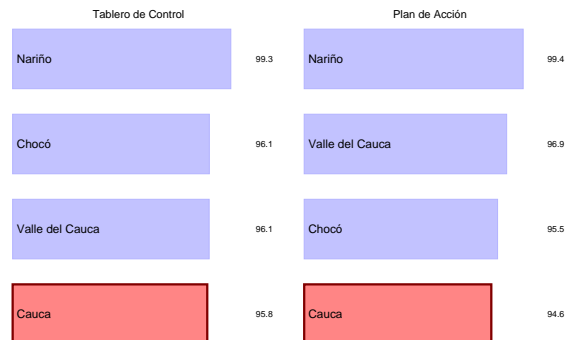 Tablero de Control
Nariño 99.3
Chocó 96.1
Valle del Cauca 96.1
Cauca 95.8
Plan de Acción
Nariño 99.4
Valle del Cauca 96.9
Chocó 95.5
Cauca 94.6